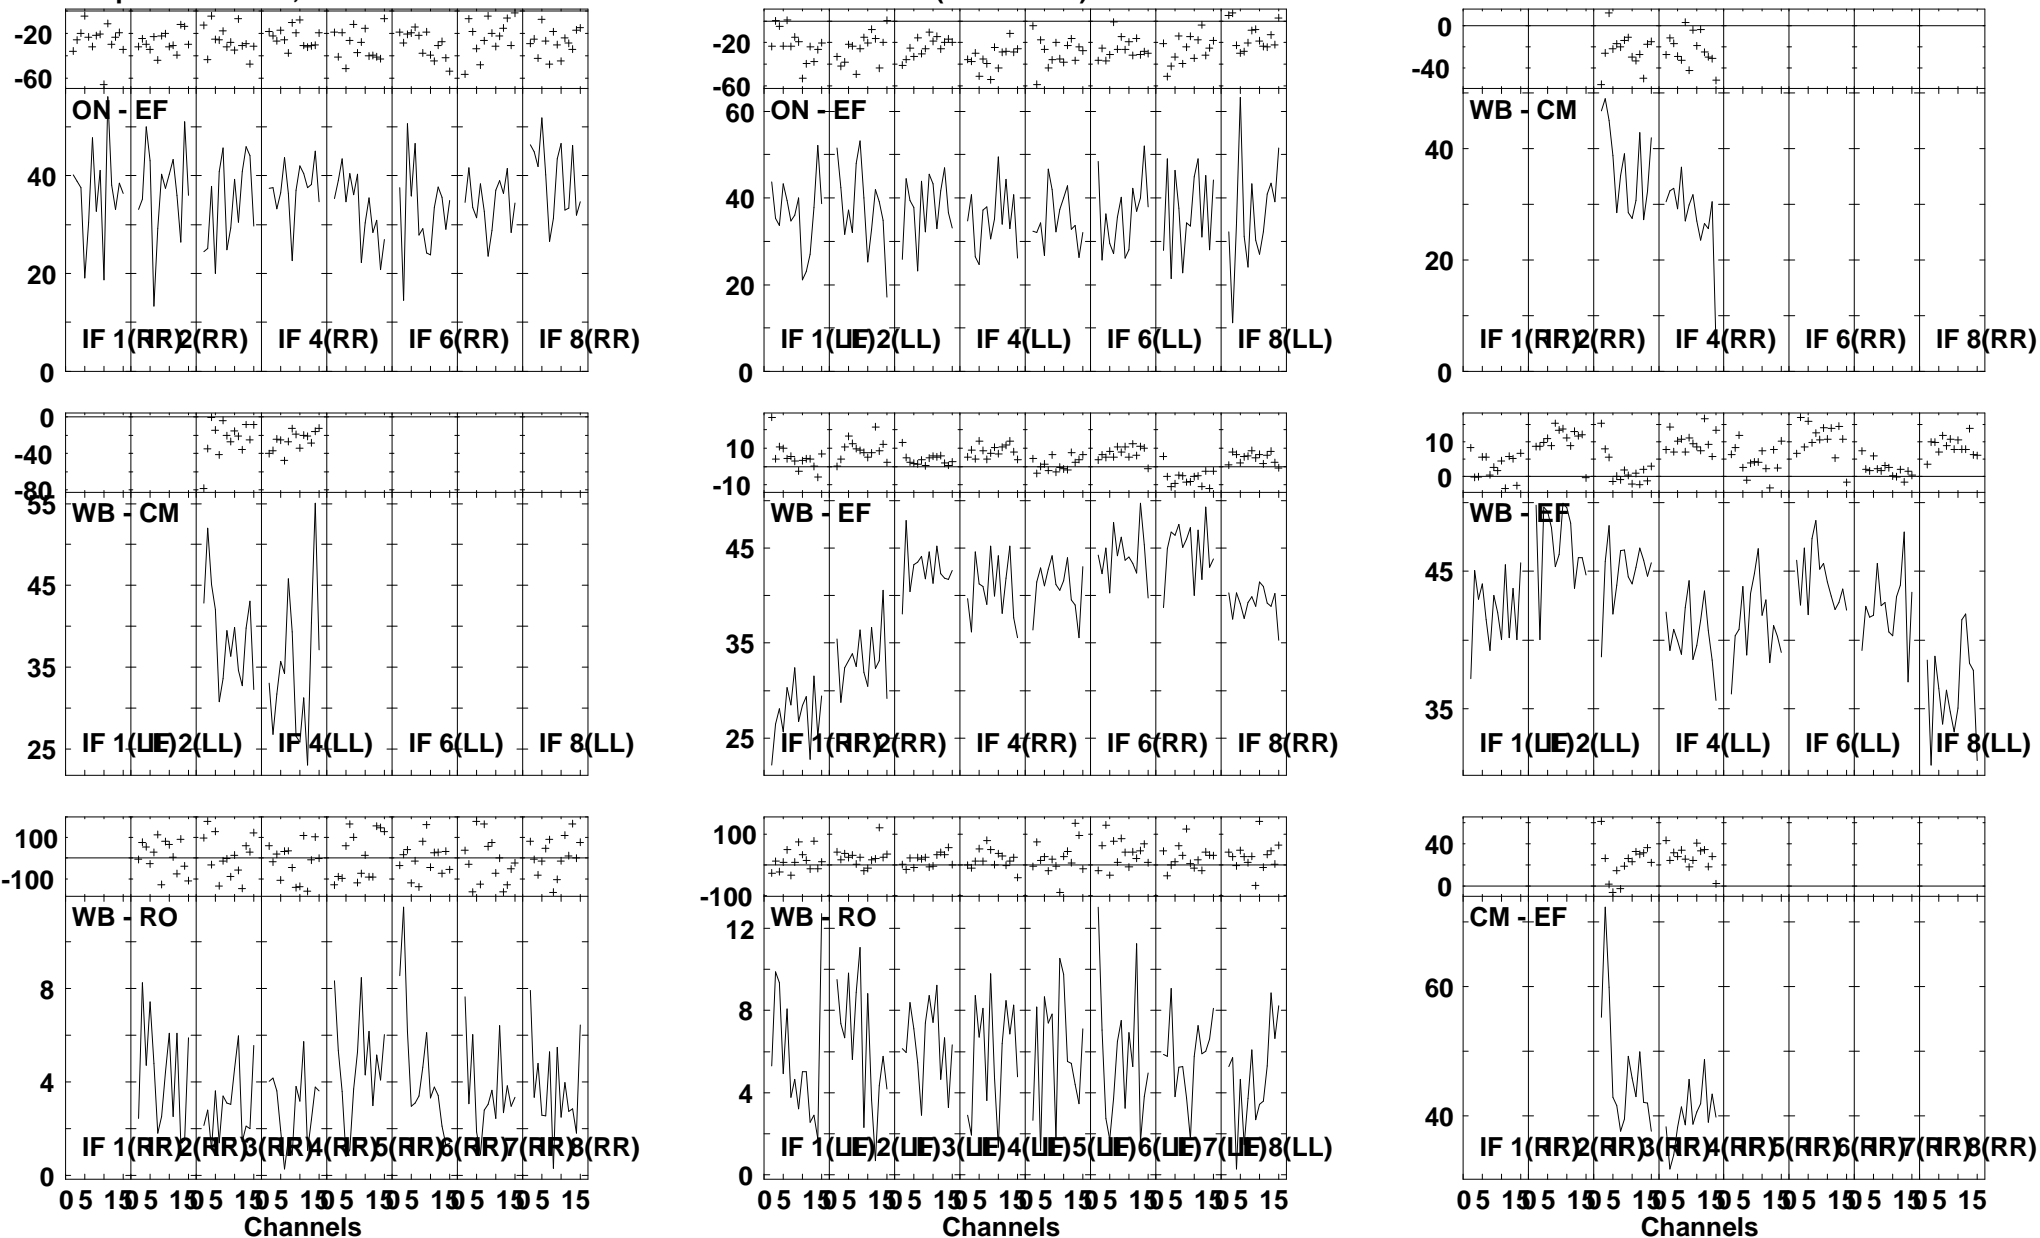 -20
-60
ON - EF
40
20
0
IF 1(RR) IF 2(RR) IF 4(RR) IF 6(RR) IF 8(RR)
-20
-60
60
ON - EF
40
20
0
IF 1(LL) IF 2(LL) IF 4(LL) IF 6(LL) IF 8(LL)
0
-40
WB - CM
40
20
0
IF 1(RR) IF 2(RR) IF 4(RR) IF 6(RR) IF 8(RR)
0
-40
-80
55
WB - CM
45
35
25
IF 1(LL) IF 2(LL) IF 4(LL) IF 6(LL) IF 8(LL)
10
-10
WB - EF
45
35
25
IF 1(RR) IF 2(RR) IF 4(RR) IF 6(RR) IF 8(RR)
10
0
WB - EF
45
35
IF 1(LL) IF 2(LL) IF 4(LL) IF 6(LL) IF 8(LL)
100
-100
WB - RO
8
4
0
IF 1(RR) IF 2(RR) IF 3(RR) IF 4(RR) IF 5(RR) IF 6(RR) IF 7(RR) IF 8(RR)
0 5 15 0 5 15 0 5 15 0 5 15 0 5 15 0 5 15 0 5 15 0 5 15
Channels
100
-100
WB - RO
12
8
4
0
IF 1(LL) IF 2(LL) IF 3(LL) IF 4(LL) IF 5(LL) IF 6(LL) IF 7(LL) IF 8(LL)
0 5 15 0 5 15 0 5 15 0 5 15 0 5 15 0 5 15 0 5 15 0 5 15
Channels
40
0
CM - EF
60
40
IF 1(RR) IF 2(RR) IF 3(RR) IF 4(RR) IF 5(RR) IF 6(RR) IF 7(RR) IF 8(RR)
0 5 15 0 5 15 0 5 15 0 5 15 0 5 15 0 5 15 0 5 15 0 5 15
Channels